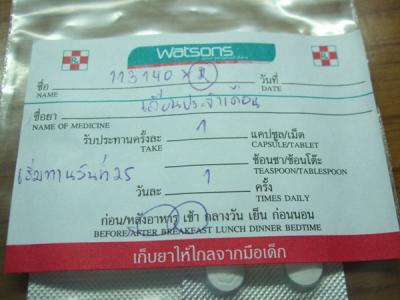 watsons
ชื่อ 113140 x 2 วันที่
NAME DATE
ชื่อยา เลื่อนประจำเดือน
NAME OF MEDICINE
รับประทานครั้งละ 1 แคปซูล/เม็ด
TAKE CAPSULE/TABLET
ช้อนชา/ช้อนโต๊ะ
เริ่มทานวันที่ 25 TEASPOON/TABLESPOON
วันละ 1 ครั้ง
TIMES DAILY
ก่อน/หลังอาหาร เช้า กลางวัน เย็น ก่อนนอน
BEFORE/AFTER BREAKFAST LUNCH DINNER BEDTIME
เก็บยาให้ไกลจากมือเด็ก